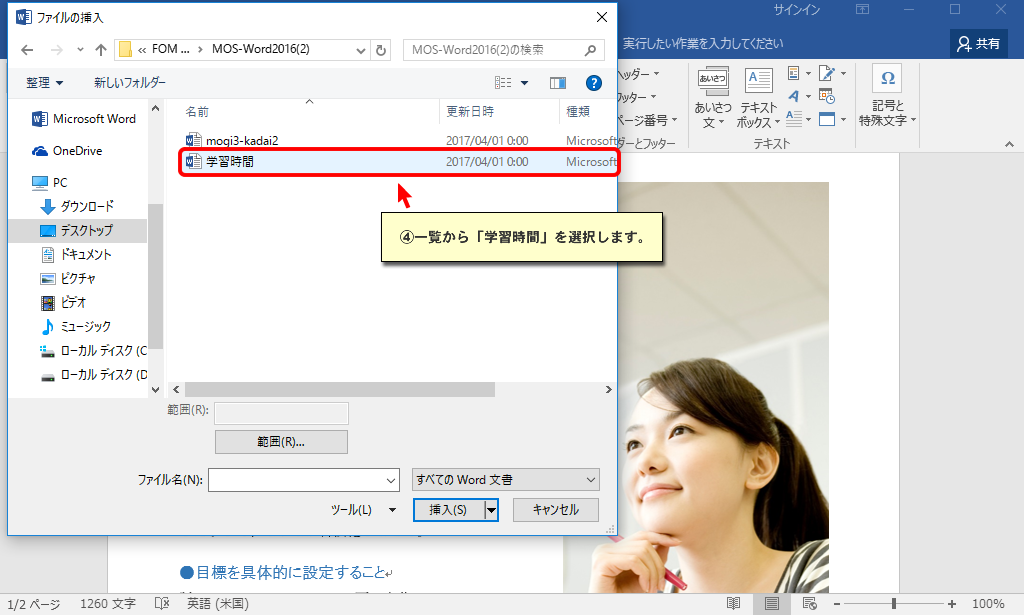 ファイルの挿入
サインイン
« FOM ... › MOS-Word2016(2)
MOS-Word2016(2)の検索
実行したい作業を入力してください
共有
整理
新しいフォルダー
?
ヘッダー
フッター
ページ番号
あいさつ
あいさつ文
A
テキストボックス
Ω
記号と特殊文字
ダーとフッター
テキスト
名前
更新日時
種類
Microsoft Word
OneDrive
PC
ダウンロード
デスクトップ
ドキュメント
ピクチャ
ビデオ
ミュージック
ローカル ディスク (C
ローカル ディスク (D
mogi3-kadai2 2017/04/01 0:00 Microsoft
学習時間 2017/04/01 0:00 Microsoft
④一覧から「学習時間」を選択します。
範囲(R):
範囲(R)...
ファイル名(N):
すべての Word 文書
ツール(L)
挿入(S)
キャンセル
●目標を具体的に設定すること
1/2 ページ 1260 文字 英語 (米国)
100%